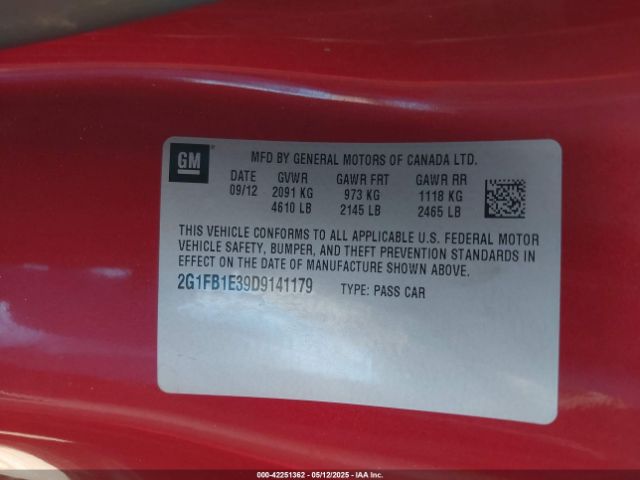 GM
MFD BY GENERAL MOTORS OF CANADA LTD.
DATE GVWR GAWR FRT GAWR RR
09/12 2091 KG 973 KG 1118 KG
4610 LB 2145 LB 2465 LB
THIS VEHICLE CONFORMS TO ALL APPLICABLE U.S. FEDERAL MOTOR
VEHICLE SAFETY, BUMPER, AND THEFT PREVENTION STANDARDS IN
EFFECT ON THE DATE OF MANUFACTURE SHOWN ABOVE.
2G1FB1E39D9141179 TYPE: PASS CAR
000-42251362 - 05/12/2025 - IAA Inc.